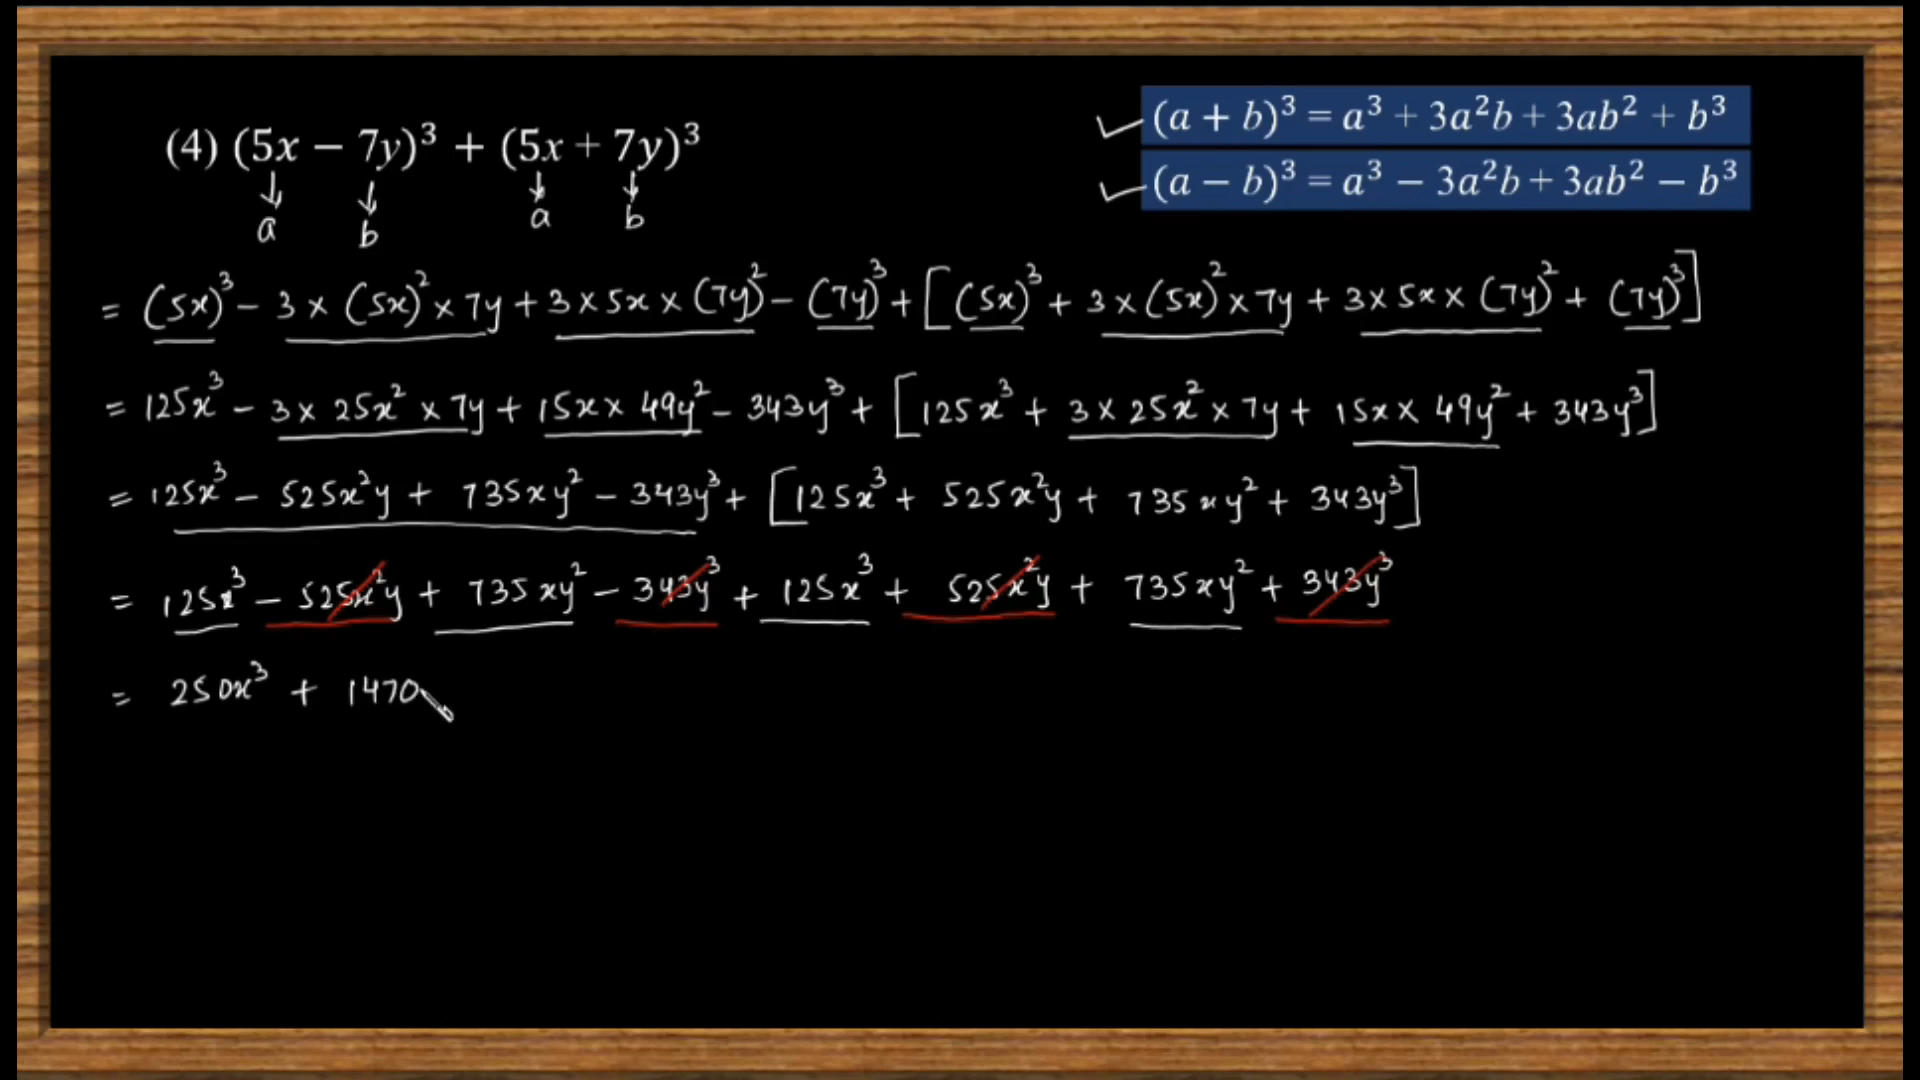 (4) (5x − 7y)³ + (5x + 7y)³
(a + b)³ = a³ + 3a²b + 3ab² + b³
(a − b)³ = a³ − 3a²b + 3ab² − b³
a b a b
= (5x)³ − 3 × (5x)² × 7y + 3 × 5x × (7y)² − (7y)³ + [(5x)³ + 3 × (5x)² × 7y + 3 × 5x × (7y)² + (7y)³]
= 125x³ − 3 × 25x² × 7y + 15x × 49y² − 343y³ + [125x³ + 3 × 25x² × 7y + 15x × 49y² + 343y³]
= 125x³ − 525x²y + 735xy² − 343y³ + [125x³ + 525x²y + 735xy² + 343y³]
= 125x³ − 525x²y + 735xy² − 343y³ + 125x³ + 525x²y + 735xy² + 343y³
= 250x³ + 1470